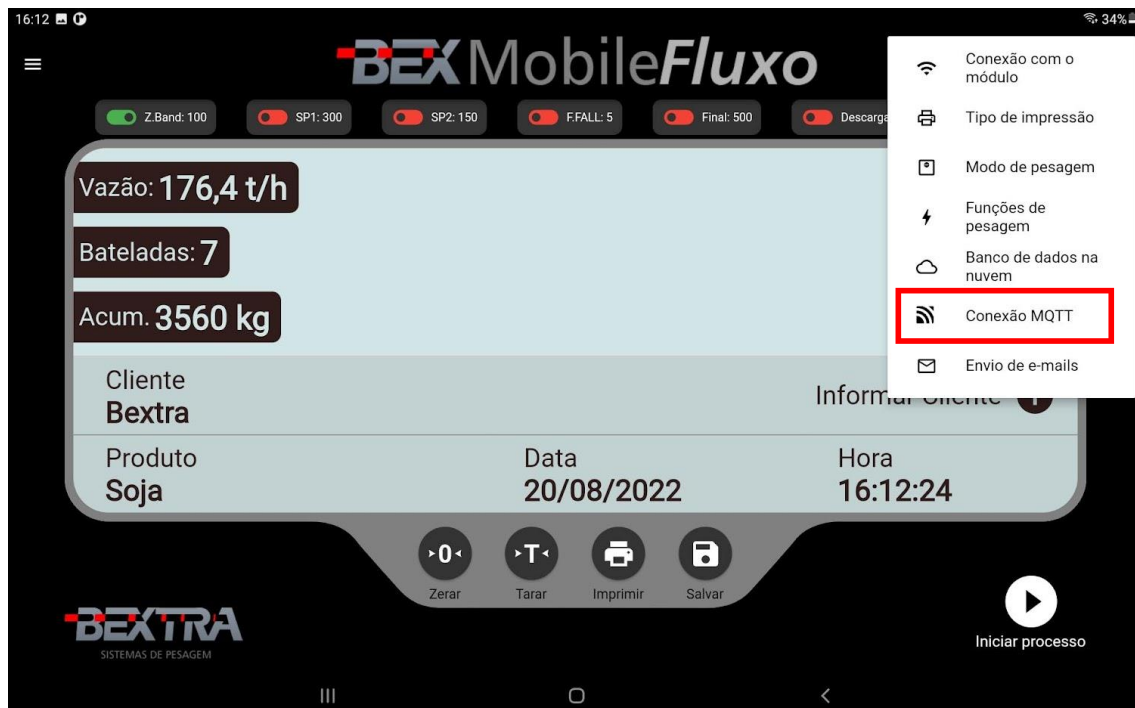 16:12
34%
BEX MobileFluxo
Z.Band: 100
SP1: 300
SP2: 150
F.FALL: 5
Final: 500
Descarga
Conexão com o
módulo
Tipo de impressão
Modo de pesagem
Funções de
pesagem
Banco de dados na
nuvem
Conexão MQTT
Envio de e-mails
Vazão: 176,4 t/h
Bateladas: 7
Acum. 3560 kg
Cliente
Bextra
Informar Cliente
Produto
Soja
Data
20/08/2022
Hora
16:12:24
0
T
Zerar
Tarar
Imprimir
Salvar
BEXTRA
SISTEMAS DE PESAGEM
Iniciar processo